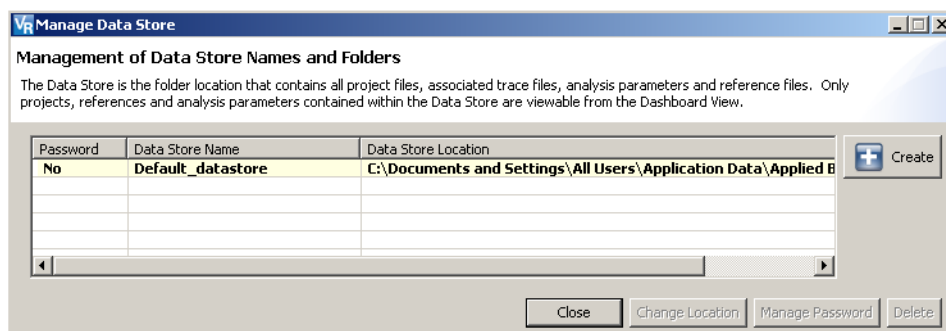 VR Manage Data Store
Management of Data Store Names and Folders
The Data Store is the folder location that contains all project files, associated trace files, analysis parameters and reference files. Only
projects, references and analysis parameters contained within the Data Store are viewable from the Dashboard View.
Password Data Store Name Data Store Location
No Default_datastore C:\Documents and Settings\All Users\Application Data\Applied B
Create
Close Change Location Manage Password Delete